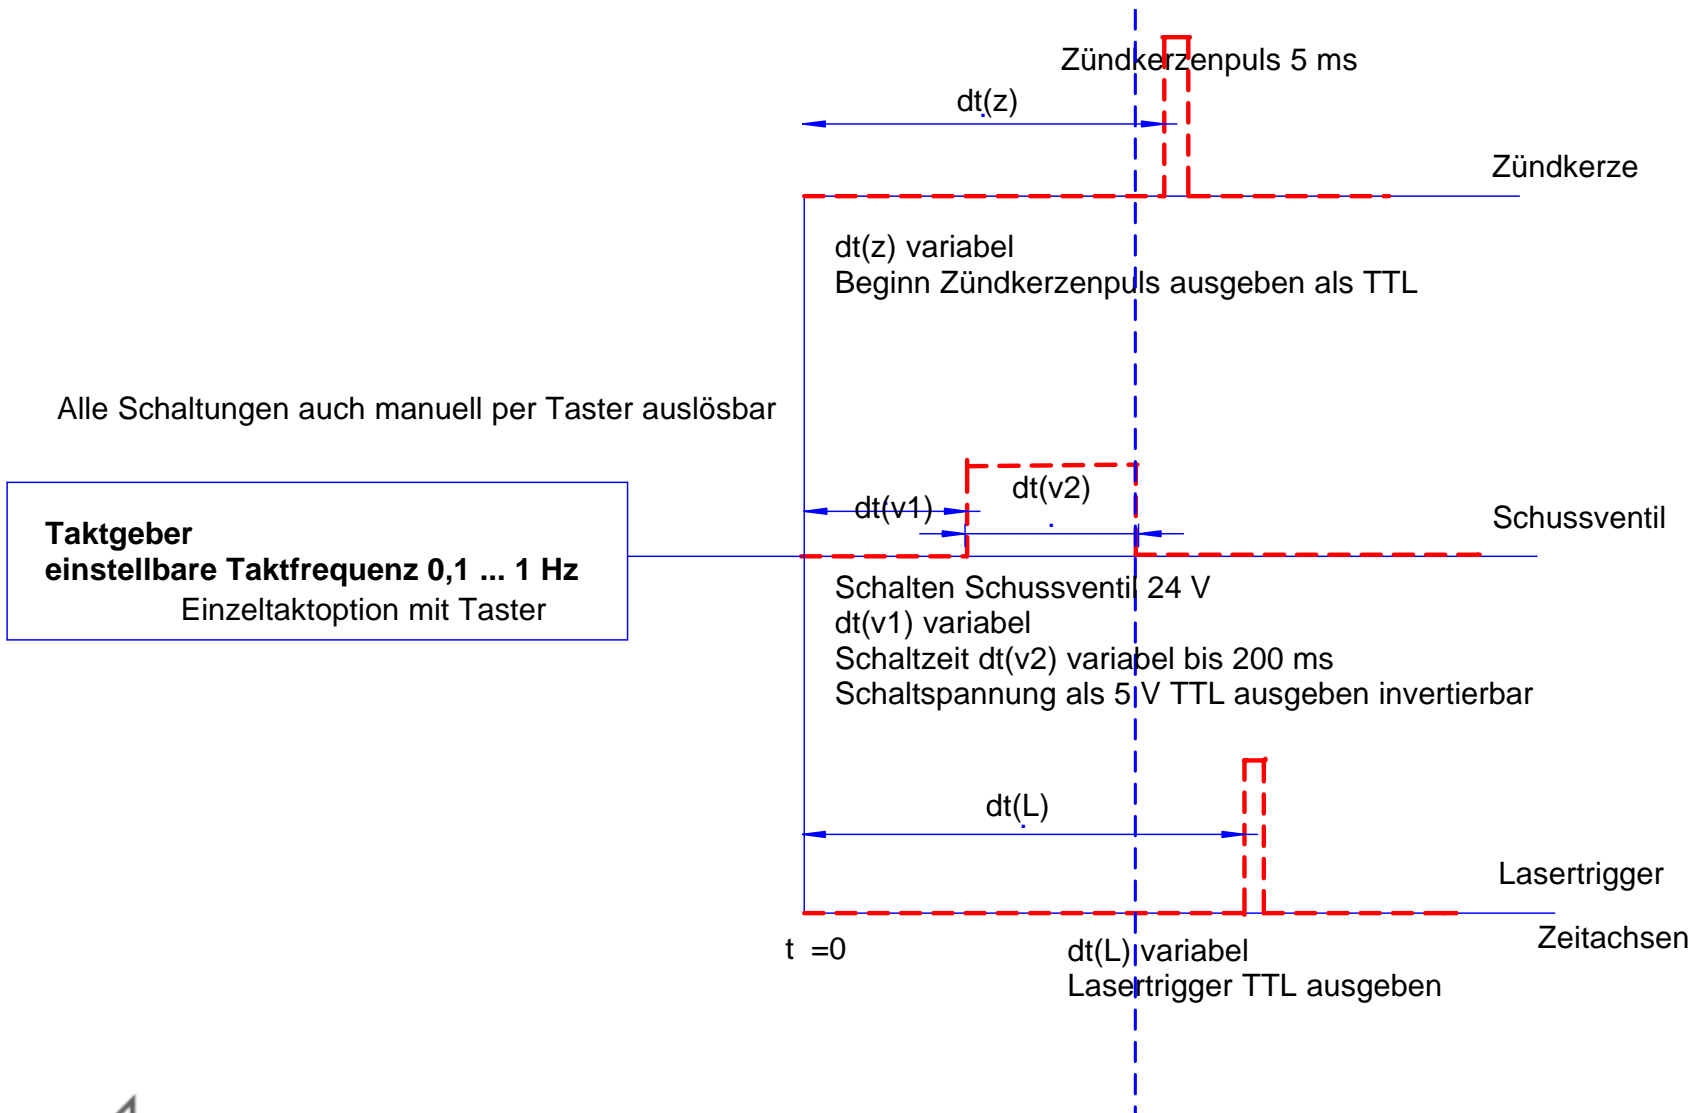 Zündkerzenpuls 5 ms
dt(z)
Zündkerze
dt(z) variabel
Beginn Zündkerzenpuls ausgeben als TTL
Alle Schaltungen auch manuell per Taster auslösbar
dt(v2)
dt(v1)
Schussventil
Taktgeber
einstellbare Taktfrequenz 0,1 ... 1 Hz
Einzeltaktoption mit Taster
Schalten Schussventil 24 V
dt(v1) variabel
Schaltzeit dt(v2) variabel bis 200 ms
Schaltspannung als 5 V TTL ausgeben invertierbar
dt(L)
Lasertrigger
Zeitachsen
t =0
dt(L) variabel
Lasertrigger TTL ausgeben